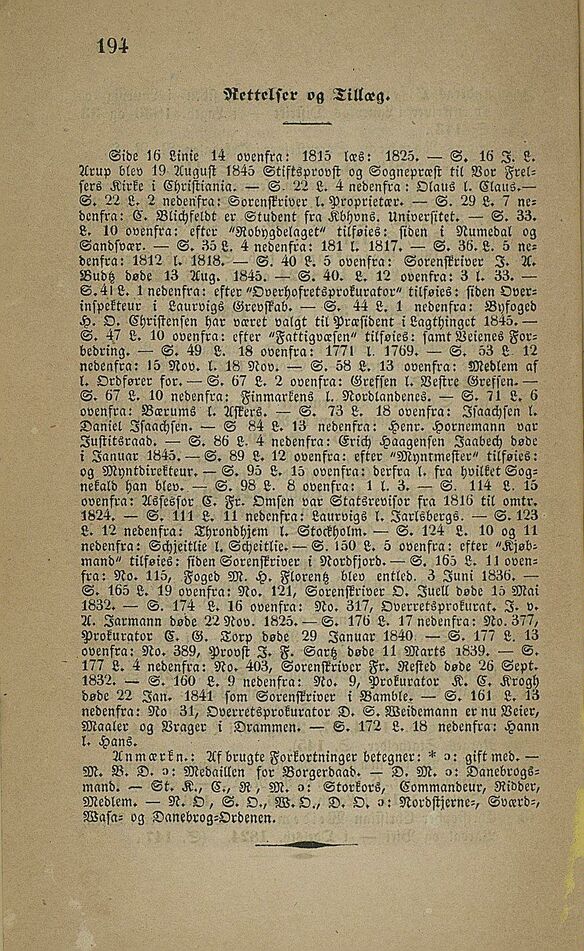 194
Rettelser og Tillæg.
Side 16 Linie 14 ovenfra: 1815 læs: 1825. — S. 16 J. L.
Arup blev 19 August 1845 Stiftsprovst og Sognepræst til Vor Frel-
sers Kirke i Christiania. — S. 22 L. 4 nedenfra: Olaus l. Claus.—
S. 22 L. 2 nedenfra: Sorenskriver l. Proprietær. — S. 29 L. 7 ne-
denfra: C. Blichfeldt er Student fra Kbhvns. Universitet. — S. 33.
L. 10 ovenfra: efter "Robygdelaget" tilføies: siden i Numedal og
Sandsvær. — S. 35 L. 4 nedenfra: 181 l. 1817. — S. 36. L. 5 ne-
denfra: 1812 l. 1818. — S. 40 L. 5 ovenfra: Sorenskriver J. A.
Budtz døde 13 Aug. 1845. — S. 40. L. 12 ovenfra: 3 l. 33. —
S. 41 L. 1 nedenfra: efter "Overhofretsprokurator" tilføies: siden Over-
inspekteur i Laurvigs Grevskab. — S. 44 L. 1 nedenfra: Byfoged
H. O. Christensen har været valgt til Præsident i Lagthinget 1845.—
S. 47 L. 10 ovenfra: efter "Fattigvæsen" tilføies: samt Veienes For-
bedring. — S. 49 L. 18 ovenfra: 1771 l. 1769. — S. 53 L. 12
nedenfra: 15 Nov. l. 18 Nov. — S. 58 L. 13 ovenfra: Medlem af
l. Ordfører for. — S. 67 L. 2 ovenfra: Grefsen l. Vestre Grefsen.—
S. 67 L. 10 nedenfra: Finmarkens l. Nordlandenes. — S. 71 L. 6
ovenfra: Bærums l. Askers. — S. 73 L. 18 ovenfra: Isaachsen l.
Daniel Isaachsen. — S 84 L. 13 nedenfra: Henr. Hornemann var
Justitsraad. — S. 86 L. 4 nedenfra: Erich Haagensen Jaabech døde
i Januar 1845. — S. 89 L. 12 ovenfra: efter "Myntmester" tilføies:
og Myntdirekteur. — S. 95 L. 15 ovenfra: derfra l. fra hvilket Sog-
nekald han blev. — S. 98 L. 8 ovenfra: 1 l. 3. — S. 114 L. 15
ovenfra: Assessor C. Fr. Omsen var Statsrevisor fra 1816 til omtr.
1824. — S. 111 L. 11 nedenfra: Laurvigs l. Jarlsbergs. — S. 123
L. 12 nedenfra: Throndhjem l. Stockholm. — S. 124 L. 10 og 11
nedenfra: Schjeitlie l. Scheitlie. — S. 150 L. 5 ovenfra: efter "Kjøb-
mand" tilføies: siden Sorenskriver i Nordfjord. — S. 165 L. 11 oven-
fra: No. 115, Foged M. H. Florentz blev entled. 3 Juni 1836. —
S. 165 L. 19 ovenfra: No. 121, Sorenskriver O. Juell døde 15 Mai
1832. — S. 174 L. 16 ovenfra: No. 317, Overretsprokurat. J. v.
A. Jarmann døde 22 Nov. 1825. — S. 176 L. 17 nedenfra: No. 377,
Prokurator C. G. Torp døde 29 Januar 1840 — S. 177 L. 13
ovenfra: No. 389, Provst J. F. Sartz døde 11 Marts 1839. — S.
177 L. 4 nedenfra: No. 403, Sorenskriver Fr. Rested døde 26 Sept.
1832. — S. 160 L. 9 nedenfra: No. 9, Prokurator K. C. Krogh
døde 22 Jan. 1841 som Sorenskriver i Bamble. — S. 161 L. 13
nedenfra: No 31, Overretsprokurator D. S. Weidemann er nu Veier,
Maaler og Vrager i Drammen. — S. 172 L. 18 nedenfra: Hann
l. Hans.
Anmærkn.: Af brugte Forkortninger betegner: * ɔ: gift med. —
M. B. D. ɔ: Medaillen for Borgerdaad. — D. M. ɔ: Danebrogs-
mand. — St. K., C., R, M. ɔ: Storkors, Commandeur, Ridder,
Medlem. — N. O, S. O., W. O., D. O. ɔ: Nordstjerne-, Sværd-,
Wasa- og Danebrog-Ordenen.